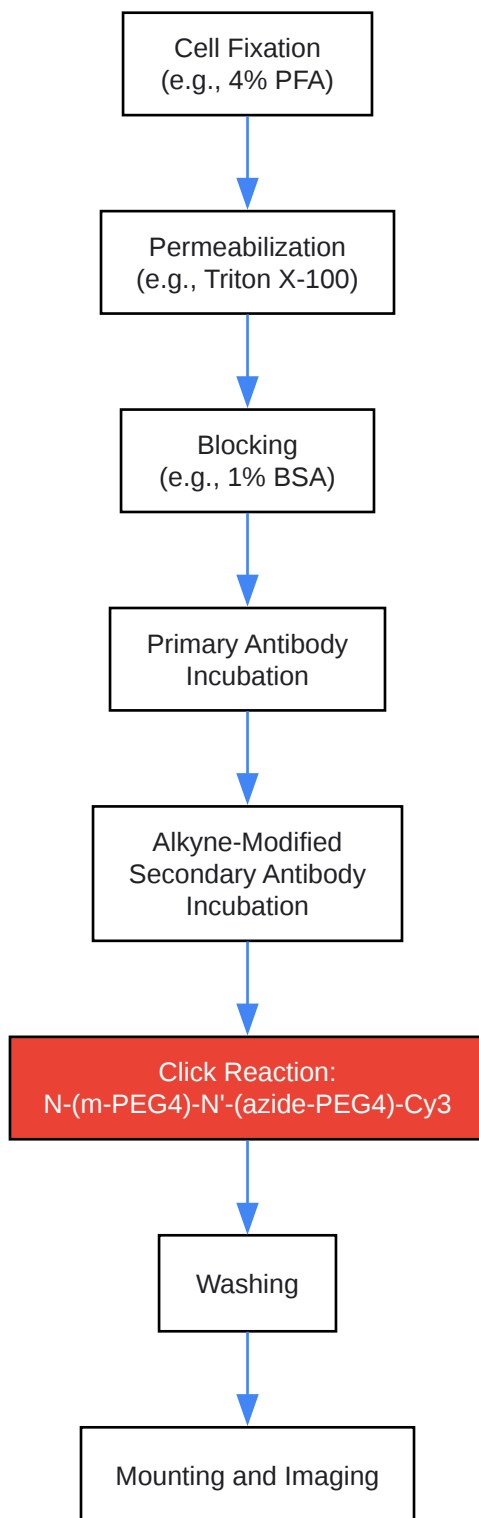 Cell Fixation
(e.g., 4% PFA)
Permeabilization
(e.g., Triton X-100)
Blocking
(e.g., 1% BSA)
Primary Antibody
Incubation
Alkyne-Modified
Secondary Antibody
Incubation
Click Reaction:
N-(m-PEG4)-N'-(azide-PEG4)-Cy3
Washing
Mounting and Imaging